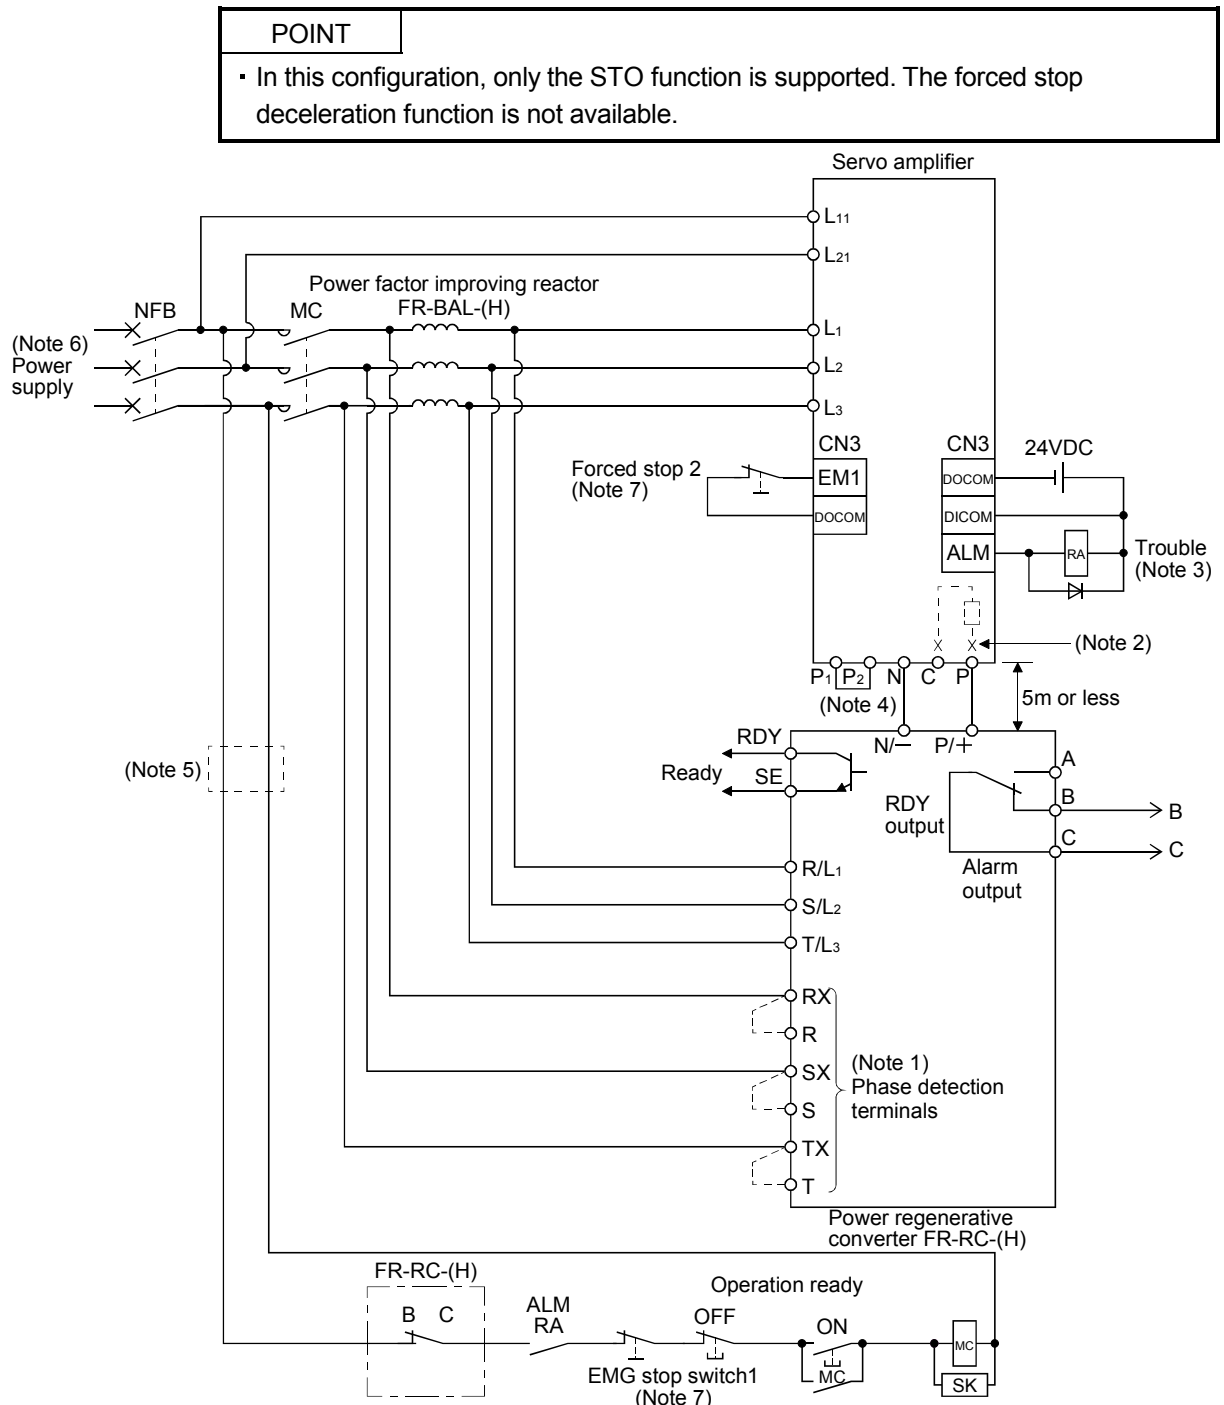 POINT
▪ In this configuration, only the STO function is supported. The forced stop
deceleration function is not available.
Servo amplifier
L11
L21
Power factor improving reactor
FR-BAL-(H)
NFB
MC
(Note 6)
Power
supply
L1
L2
L3
CN3
CN3
24VDC
Forced stop 2
(Note 7)
EM1
DOCOM
DOCOM
DICOM
ALM
RA
Trouble
(Note 3)
(Note 2)
P1
P2
N
C
P
(Note 4)
5m or less
(Note 5)
RDY
N/−
P/+
Ready
SE
A
RDY
output
B
B
C
C
Alarm
output
R/L1
S/L2
T/L3
RX
R
SX
S
TX
T
(Note 1)
Phase detection
terminals
Power regenerative
converter FR-RC-(H)
FR-RC-(H)
Operation ready
B
C
ALM
RA
OFF
ON
MC
MC
SK
EMG stop switch1
(Note 7)